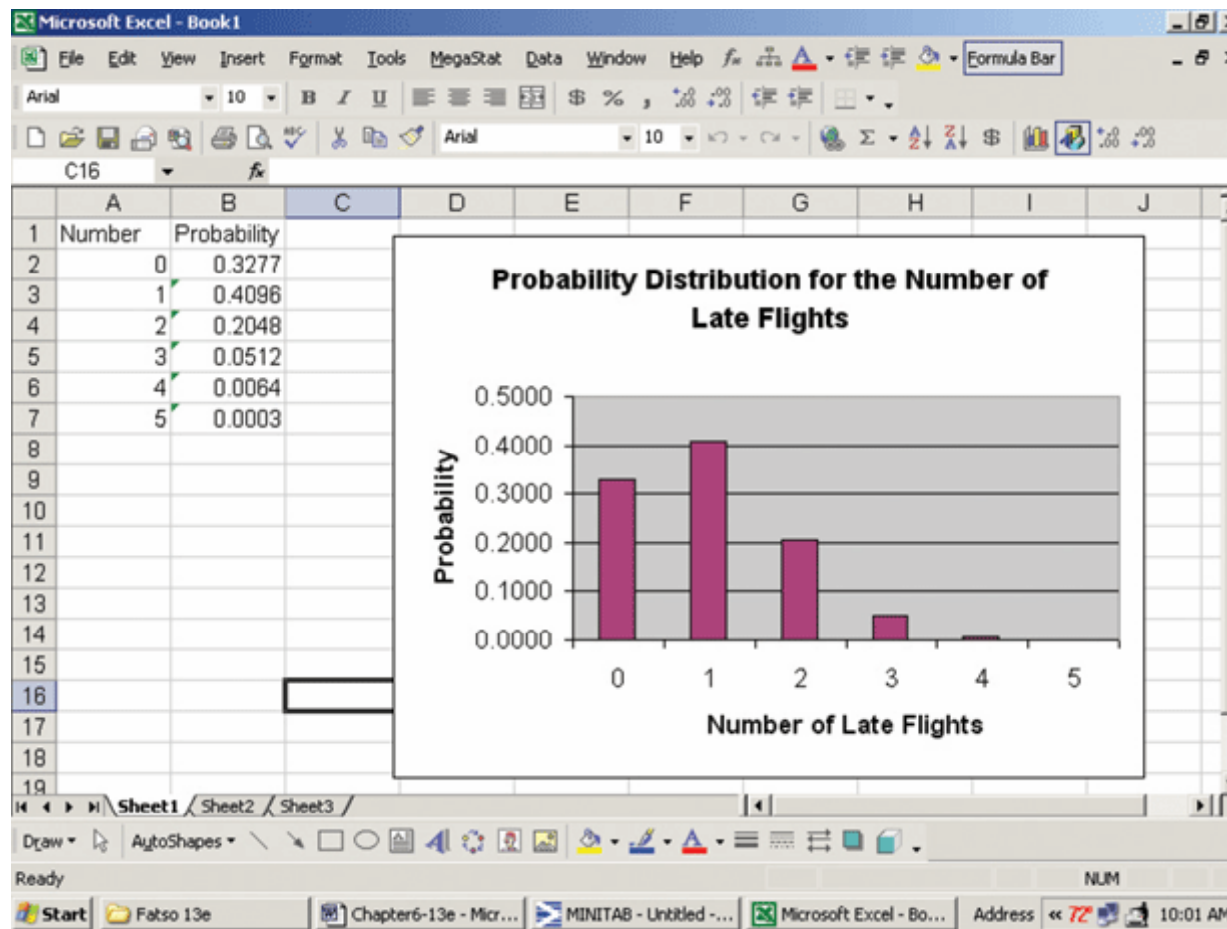 Microsoft Excel - Book1
File Edit View Insert Format Tools MegaStat Data Window Help Formula Bar
Arial 10 B I U $ % ,
Arial 10 Σ $
C16 fx
A B C D E F G H I J
1 Number Probability
2 0 0.3277
3 1 0.4096
4 2 0.2048
5 3 0.0512
6 4 0.0064
7 5 0.0003
8
9
10
11
12
13
14
15
16
17
18
19
Probability Distribution for the Number of
Late Flights
0.5000
0.4000
0.3000
0.2000
0.1000
0.0000
Probability
0 1 2 3 4 5
Number of Late Flights
Sheet1 Sheet2 Sheet3
Draw AutoShapes
Ready NUM
Start Fatso 13e Chapter6-13e - Micr... MINITAB - Untitled -... Microsoft Excel - Bo... Address « 72° 10:01 AM